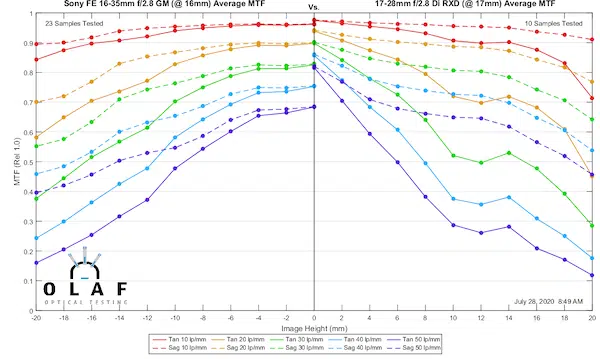 Sony FE 16-35mm f/2.8 GM (@ 16mm) Average MTF
Vs.
17-28mm f/2.8 Di RXD (@ 17mm) Average MTF
23 Samples Tested
10 Samples Tested
MTF (Rel 1.0)
1
0.9
0.8
0.7
0.6
0.5
0.4
0.3
0.2
0.1
0
OLAF
OPTICAL TESTING
July 28, 2020 8:49 AM
-20 -18 -16 -14 -12 -10 -8 -6 -4 -2 0 2 4 6 8 10 12 14 16 18 20
Image Height (mm)
Tan 10 lp/mm Tan 20 lp/mm Tan 30 lp/mm Tan 40 lp/mm Tan 50 lp/mm
Sag 10 lp/mm Sag 20 lp/mm Sag 30 lp/mm Sag 40 lp/mm Sag 50 lp/mm